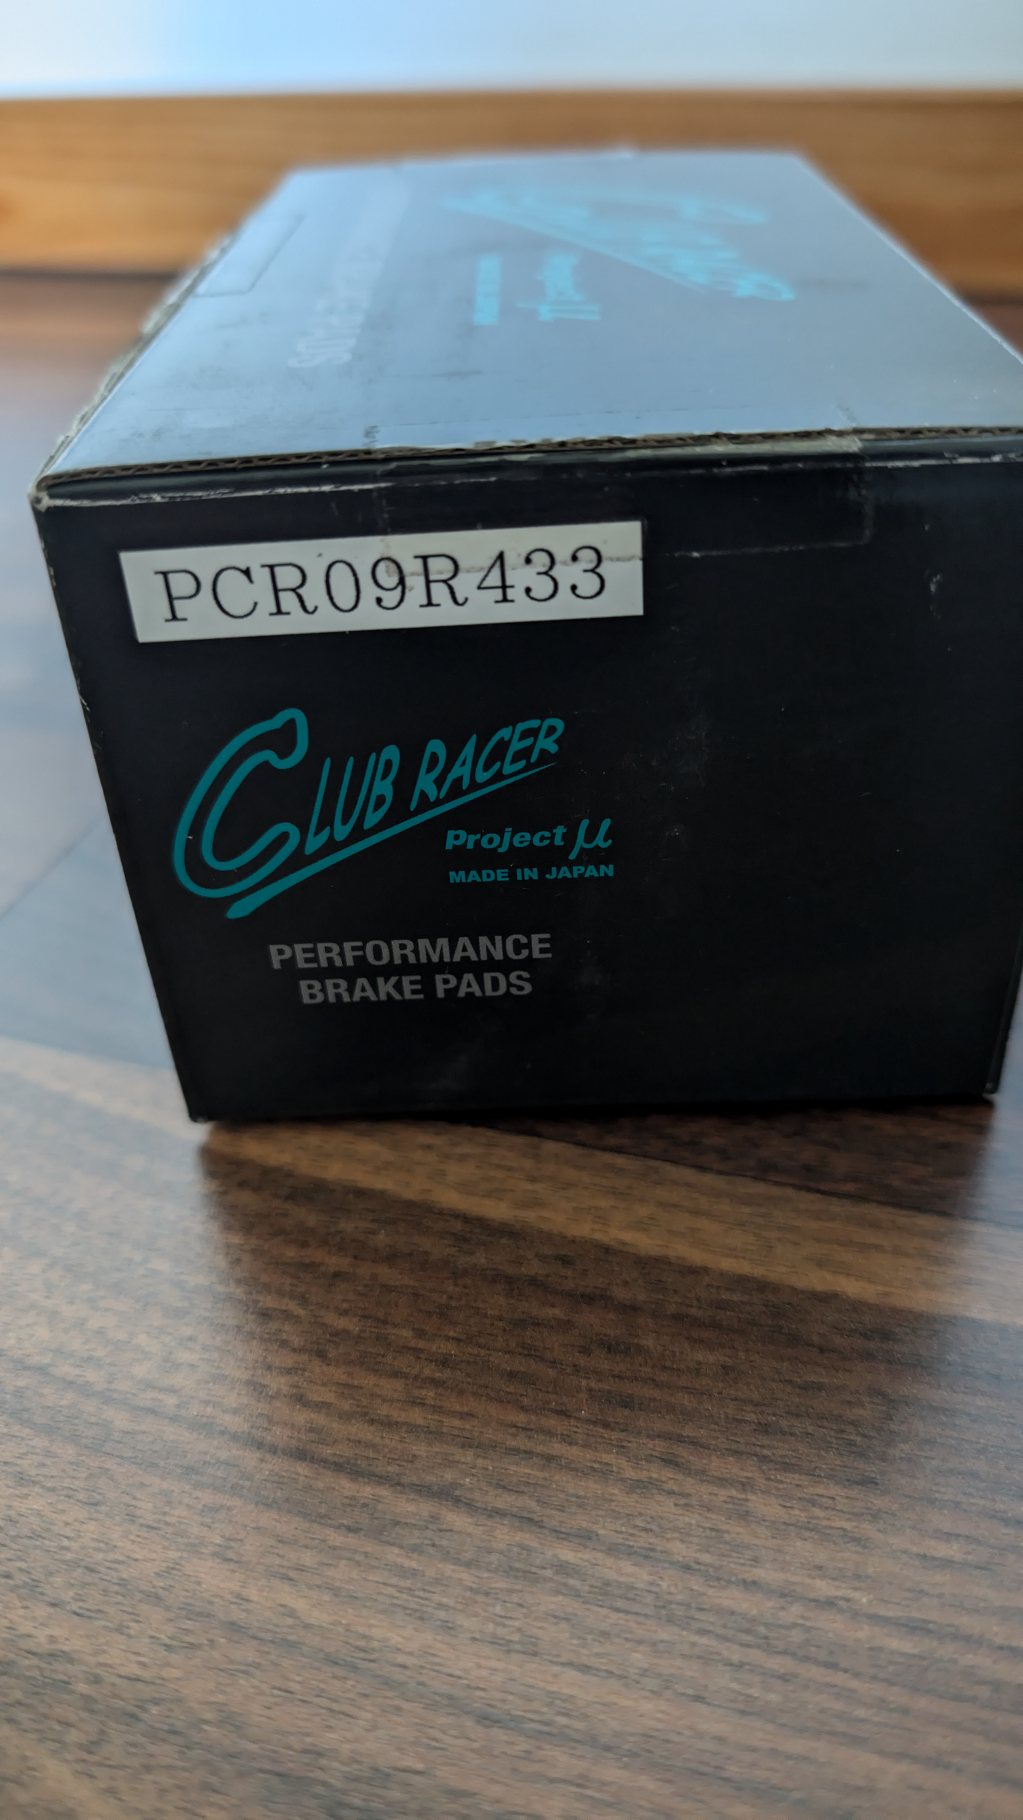 PCR09R433
CLUB RACER
Project μ
MADE IN JAPAN
PERFORMANCE
BRAKE PADS